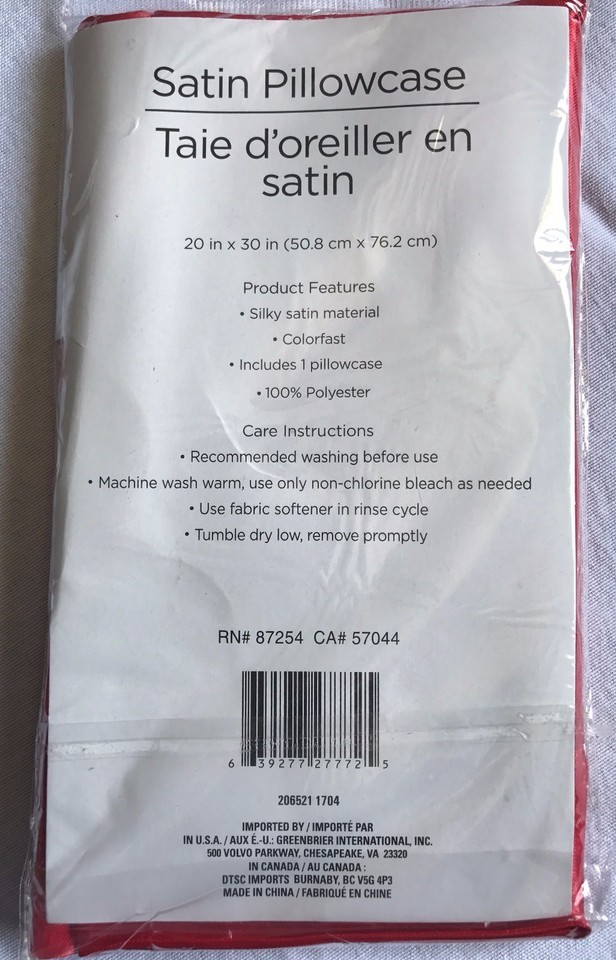 Satin Pillowcase
Taie d'oreiller en
satin
20 in x 30 in (50.8 cm x 76.2 cm)
Product Features
• Silky satin material
• Colorfast
• Includes 1 pillowcase
• 100% Polyester
Care Instructions
• Recommended washing before use
• Machine wash warm, use only non-chlorine bleach as needed
• Use fabric softener in rinse cycle
• Tumble dry low, remove promptly
RN# 87254 CA# 57044
6 39277 27772 5
206521 1704
IMPORTED BY / IMPORTÉ PAR
IN U.S.A. / AUX É.-U.: GREENBRIER INTERNATIONAL, INC.
500 VOLVO PARKWAY, CHESAPEAKE, VA 23320
IN CANADA / AU CANADA :
DTSC IMPORTS BURNABY, BC V5G 4P3
MADE IN CHINA / FABRIQUÉ EN CHINE